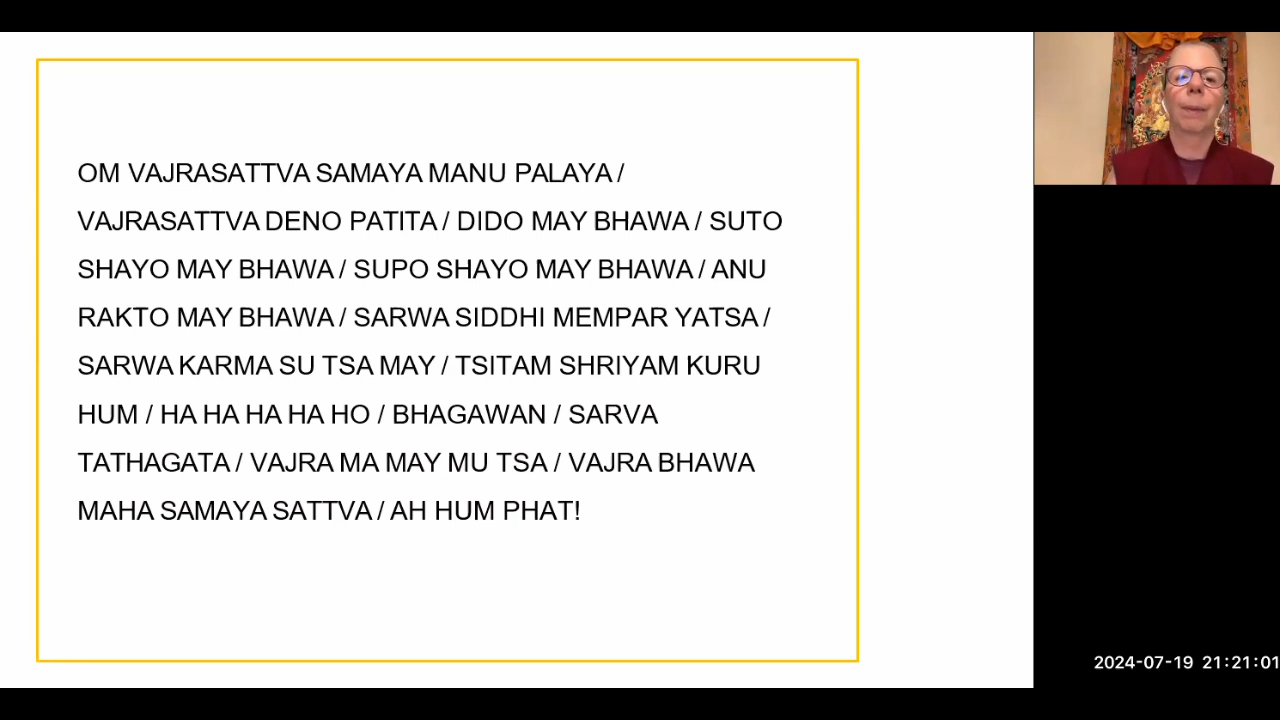 OM VAJRASATTVA SAMAYA MANU PALAYA /
VAJRASATTVA DENO PATITA / DIDO MAY BHAWA / SUTO
SHAYO MAY BHAWA / SUPO SHAYO MAY BHAWA / ANU
RAKTO MAY BHAWA / SARWA SIDDHI MEMPAR YATSA /
SARWA KARMA SU TSA MAY / TSITAM SHRIYAM KURU
HUM / HA HA HA HA HO / BHAGAWAN / SARVA
TATHAGATA / VAJRA MA MAY MU TSA / VAJRA BHAWA
MAHA SAMAYA SATTVA / AH HUM PHAT!
2024-07-19 21:21:01